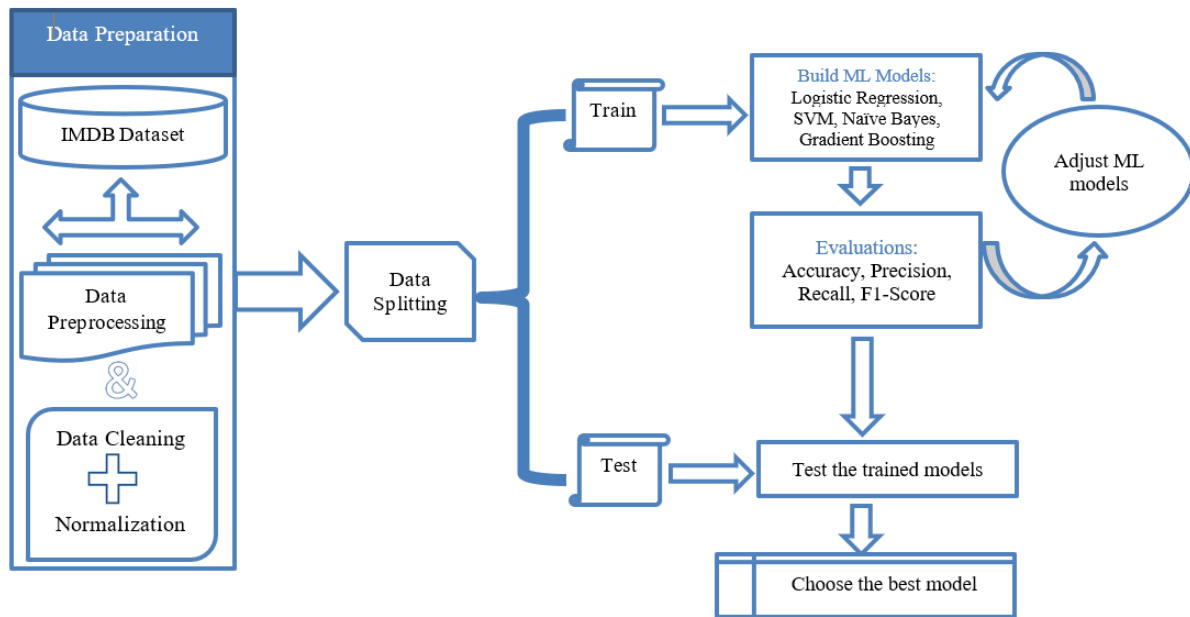 Data Preparation
IMDB Dataset
Data
Preprocessing
&
Data Cleaning
Normalization
Data
Splitting
Train
Test
Build ML Models:
Logistic Regression,
SVM, Naïve Bayes,
Gradient Boosting
Adjust ML
models
Evaluations:
Accuracy, Precision,
Recall, F1-Score
Test the trained models
Choose the best model